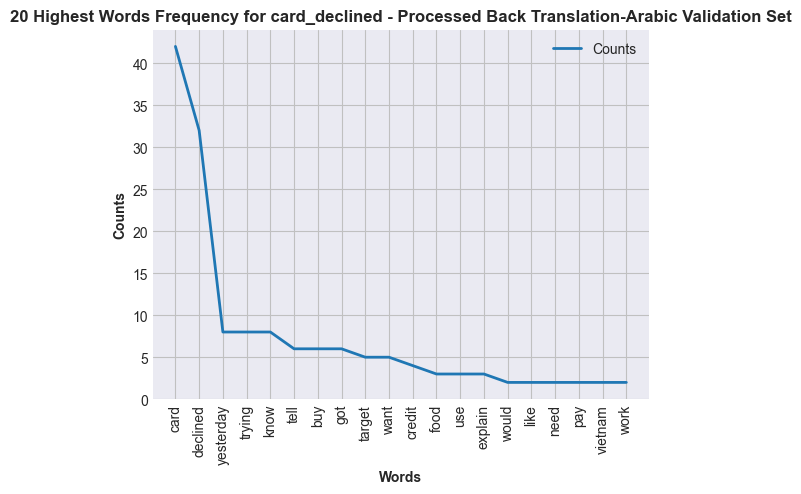 20 Highest Words Frequency for card_declined - Processed Back Translation-Arabic Validation Set
Counts
40
35
30
25
20
15
10
5
0
Counts
card
declined
yesterday
trying
know
tell
buy
got
target
want
credit
food
use
explain
would
like
need
pay
vietnam
work
Words